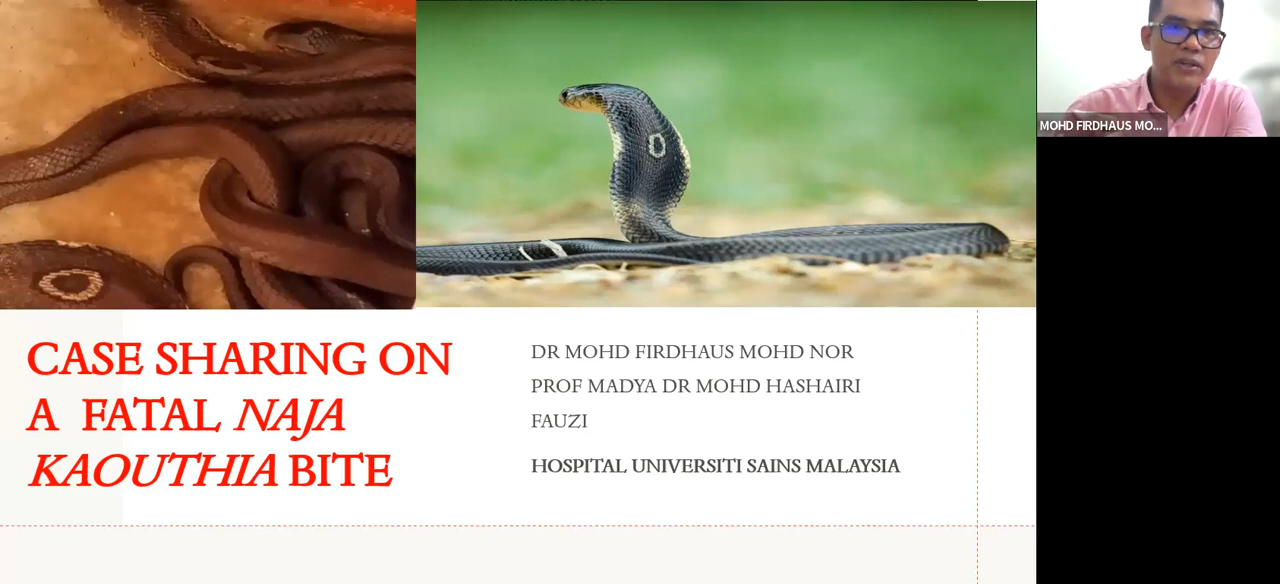 CASE SHARING ON
A FATAL NAJA
KAOUTHIA BITE
DR MOHD FIRDHAUS MOHD NOR
PROF MADYA DR MOHD HASHAIRI
FAUZI
HOSPITAL UNIVERSITI SAINS MALAYSIA
MOHD FIRDHAUS MO...